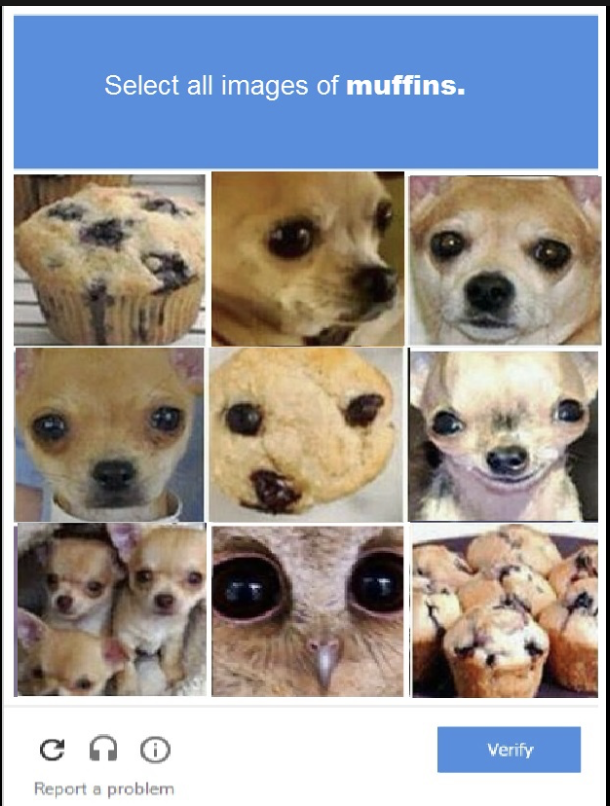 Select all images of muffins.
Verify
Report a problem